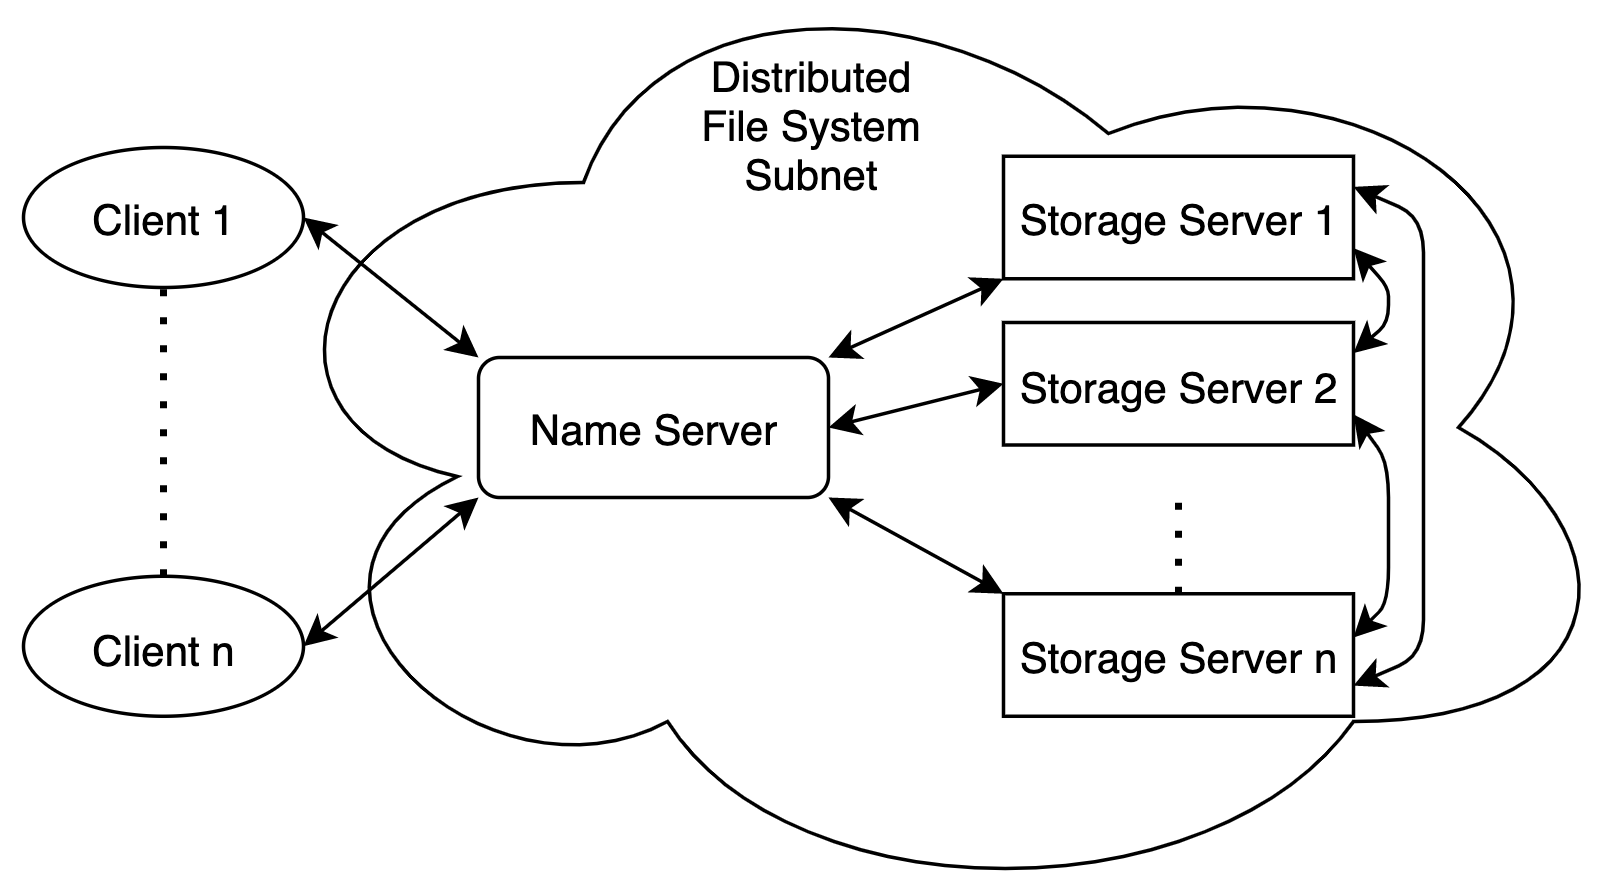 Distributed
File System
Subnet
Client 1
Storage Server 1
Storage Server 2
Name Server
Client n
Storage Server n